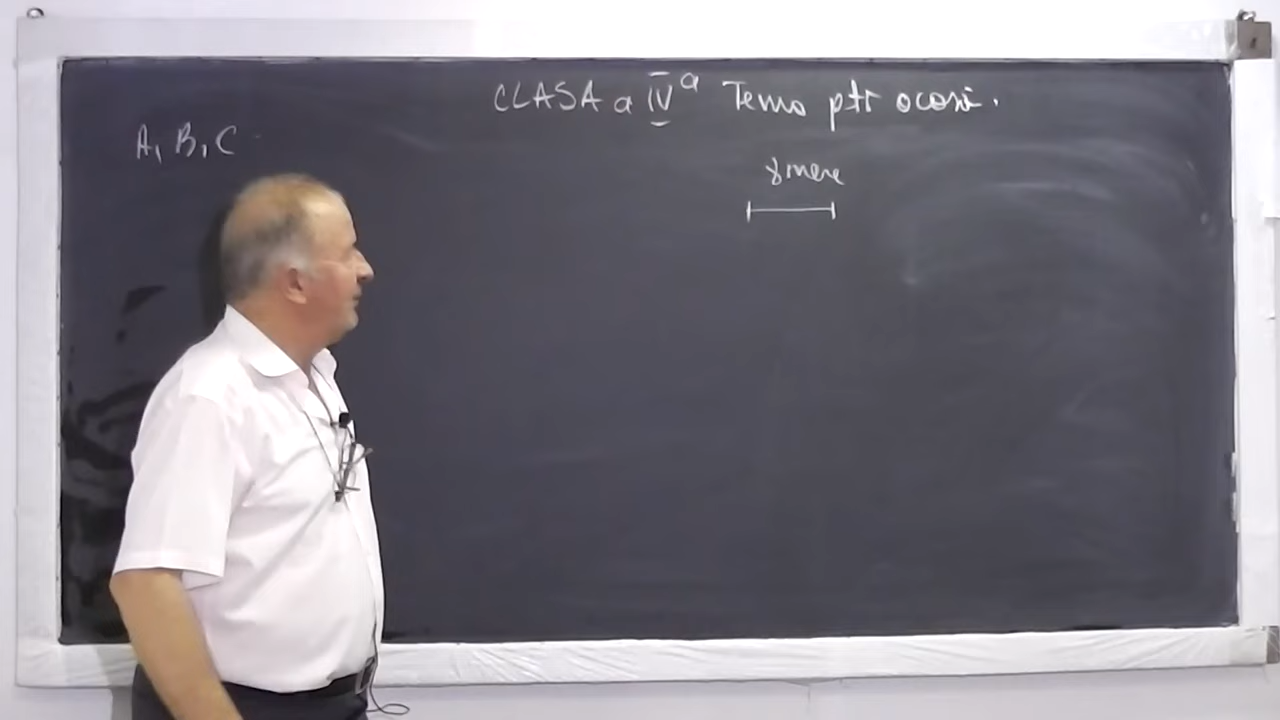 CLASA a IVᵃ Tema ptr acasă.
A, B, C
8 mere